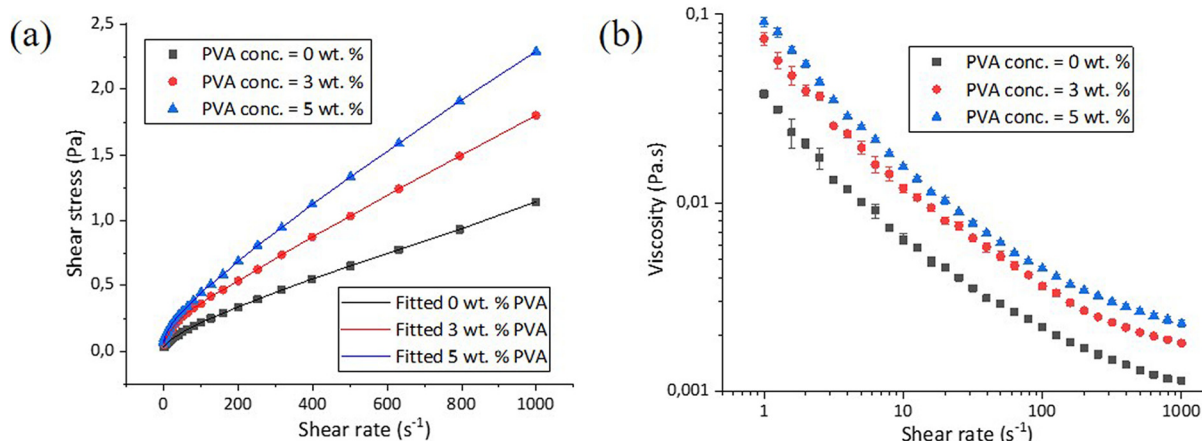 (a)
2,5
2,0
1,5
1,0
0,5
0,0
Shear stress (Pa)
PVA conc. = 0 wt. %
PVA conc. = 3 wt. %
PVA conc. = 5 wt. %
Fitted 0 wt. % PVA
Fitted 3 wt. % PVA
Fitted 5 wt. % PVA
0 200 400 600 800 1000
Shear rate (s⁻¹)
(b)
0,1
0,01
0,001
Viscosity (Pa.s)
PVA conc. = 0 wt. %
PVA conc. = 3 wt. %
PVA conc. = 5 wt. %
1 10 100 1000
Shear rate (s⁻¹)